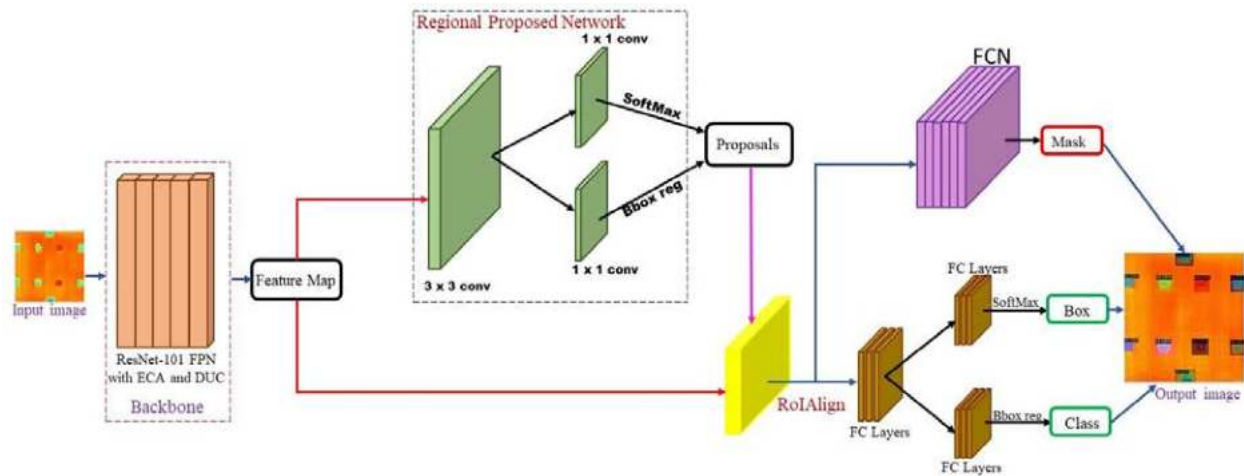 Regional Proposed Network
1 x 1 conv
SoftMax
Bbox reg
1 x 1 conv
3 x 3 conv
Proposals
FCN
Mask
Input image
ResNet-101 FPN
with ECA and DUC
Backbone
Feature Map
RoIAlign
FC Layers
FC Layers
SoftMax
Box
FC Layers
Bbox reg
Class
Output image